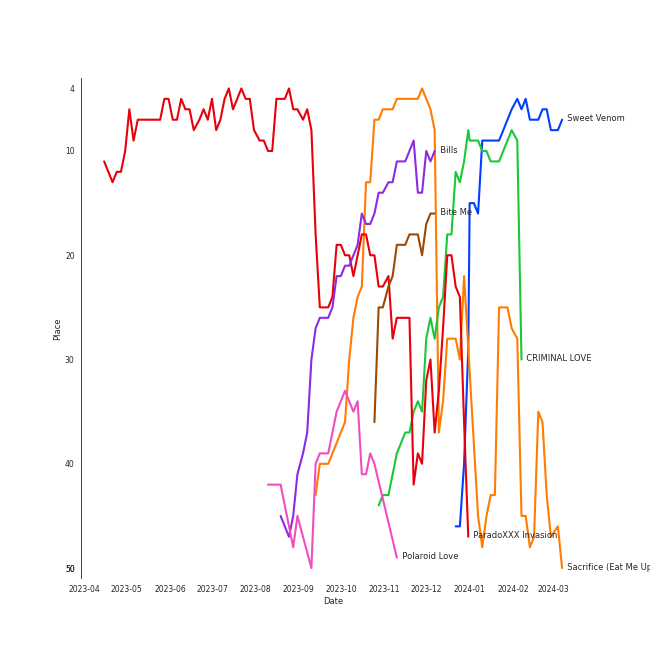 4
10
20
30
40
50
Place
Sweet Venom
Bills
Bite Me
CRIMINAL LOVE
ParadoXXX Invasion
Polaroid Love
Sacrifice (Eat Me Up
2023-04 2023-05 2023-06 2023-07 2023-08 2023-09 2023-10 2023-11 2023-12 2024-01 2024-02 2024-03
Date